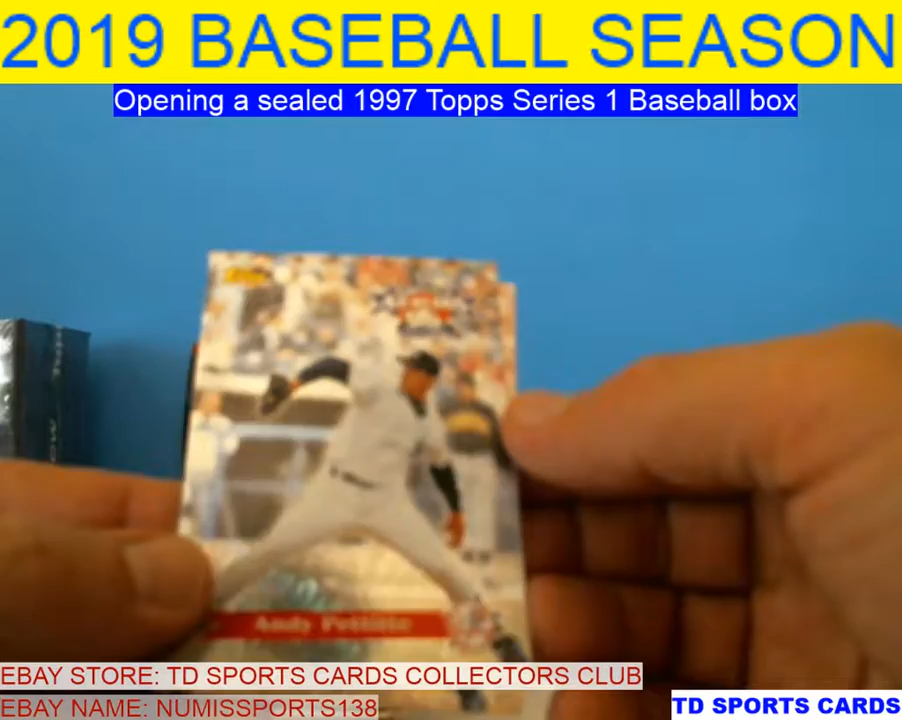 2019 BASEBALL SEASON
Opening a sealed 1997 Topps Series 1 Baseball box
Andy Pettitte
EBAY STORE: TD SPORTS CARDS COLLECTORS CLUB
EBAY NAME: NUMISSPORTS138
TD SPORTS CARDS